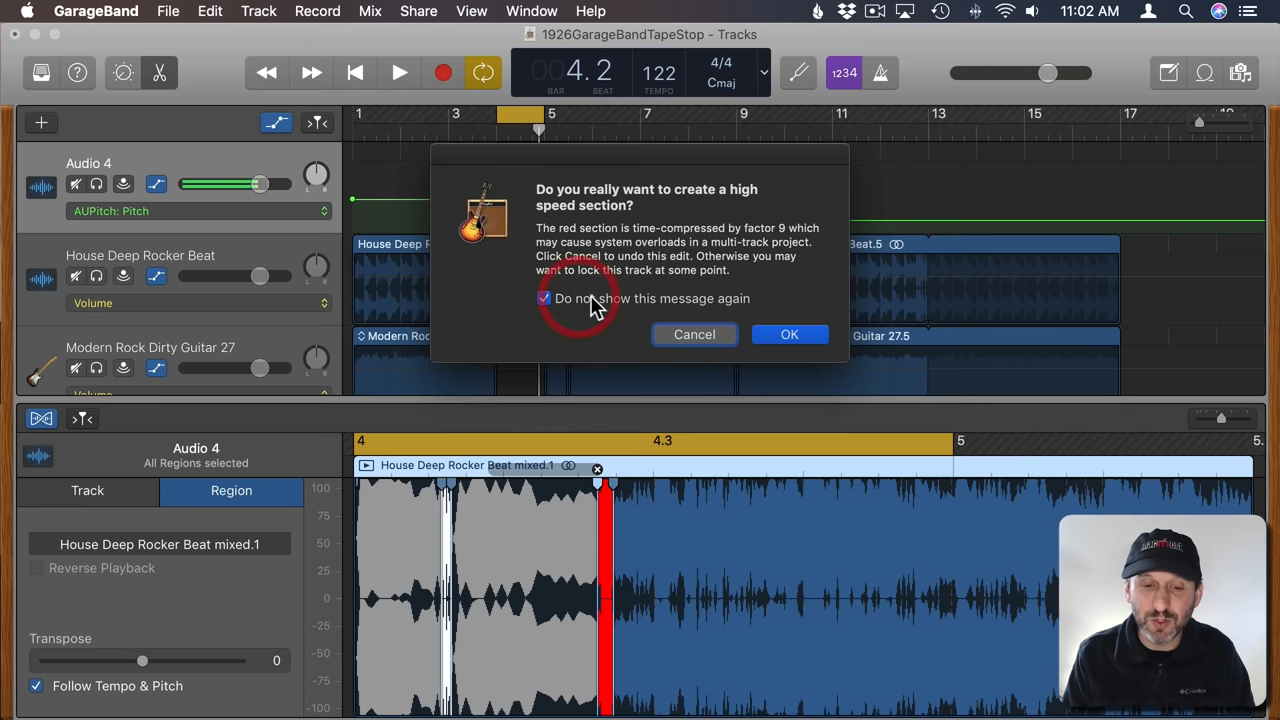 GarageBand File Edit Track Record Mix Share View Window Help 11:02 AM
1926GarageBandTapeStop - Tracks
004.2 122 4/4
Cmaj
BAR BEAT TEMPO
1234
1 3 5 7 9 11 13 15 17 19
Audio 4
L R
AUPitch: Pitch
House Deep Rocker Beat
L R
Volume
Modern Rock Dirty Guitar 27
L R
Volume
House Deep R
Beat.5
Modern Roc
Guitar 27.5
Do you really want to create a high
speed section?
The red section is time-compressed by factor 9 which
may cause system overloads in a multi-track project.
Click Cancel to undo this edit. Otherwise you may
want to lock this track at some point.
Do not show this message again
Cancel OK
4 4.3 5 5.
Audio 4
All Regions selected
House Deep Rocker Beat mixed.1
Track Region
House Deep Rocker Beat mixed.1
Reverse Playback
Transpose
0
Follow Tempo & Pitch
100
75
50
25
0
-25
-50
-75
-100